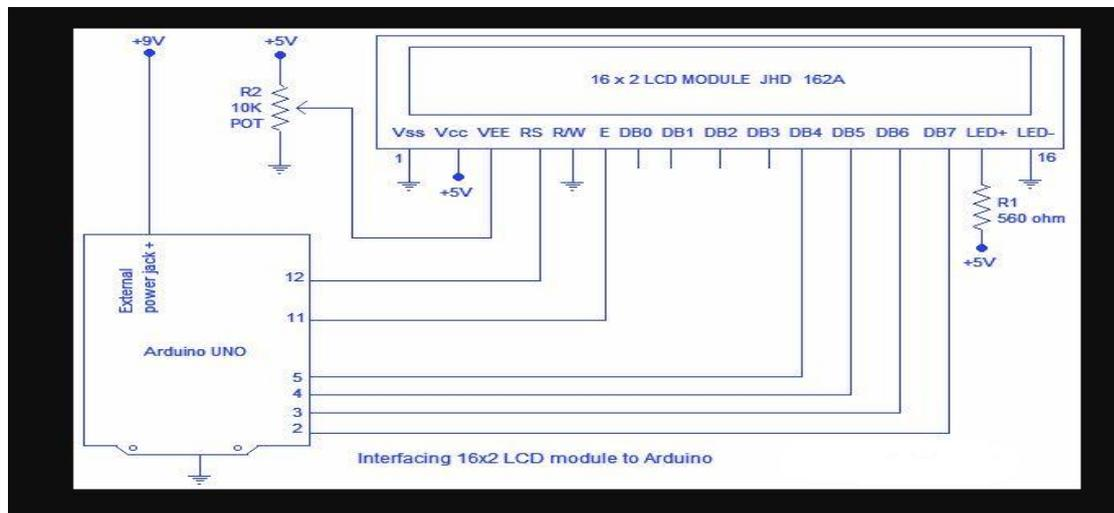 +9V
+5V
R2
10K
POT
16 x 2 LCD MODULE JHD 162A
Vss Vcc VEE RS R/W E DB0 DB1 DB2 DB3 DB4 DB5 DB6 DB7 LED+ LED-
1
16
+5V
R1
560 ohm
+5V
External
power jack +
12
11
Arduino UNO
5
4
3
2
Interfacing 16x2 LCD module to Arduino